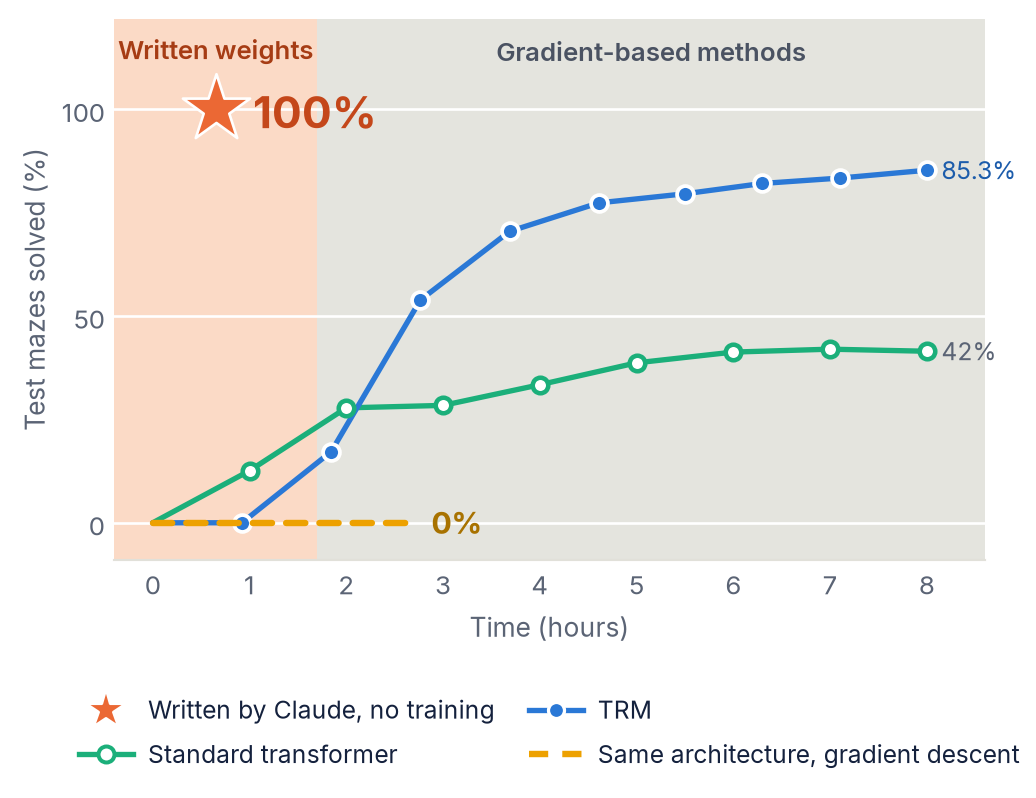 Written weights
Gradient-based methods
100%
100
85.3%
50
42%
0
0%
Test mazes solved (%)
0 1 2 3 4 5 6 7 8
Time (hours)
Written by Claude, no training
TRM
Standard transformer
Same architecture, gradient descent